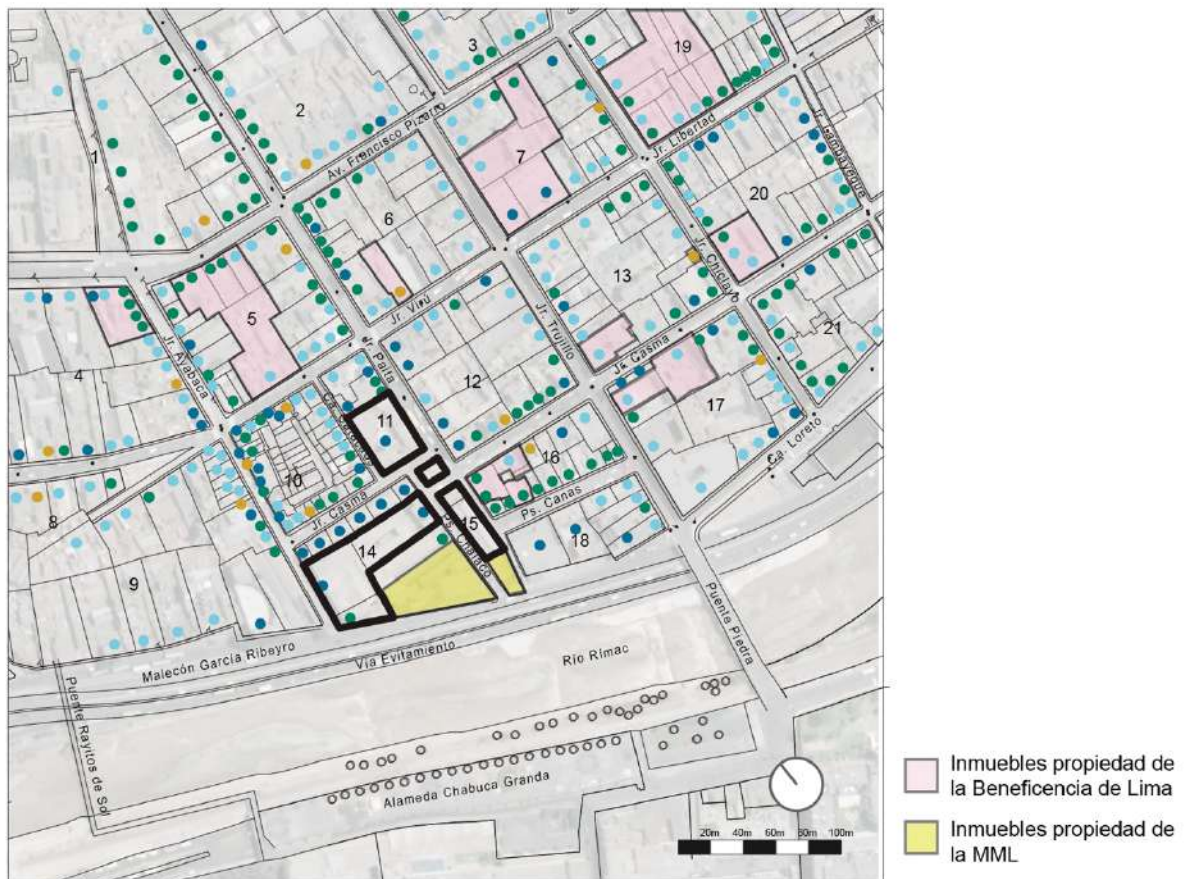 3
19
2
Av. Francisco Pizarro
Jr. Libertad
Jr. Lambayeque
1
7
20
6
13
Jr. Chiclayo
5
Jr. Virú
Jr. Trujillo
21
Jr. Ayabaca
Jr. Paita
Jr. Casma
4
12
17
11
Ca. Loreto
16
10
8
Jr. Casma
15
Ps. Canas
18
14
Ps. Chañaco
9
Malecón García Ribeyro
Vía Evitamiento
Río Rímac
Puente Piedra
Puente Rayitos de Sol
Alameda Chabuca Granda
20m 40m 60m 80m 100m
Inmuebles propiedad de
la Beneficencia de Lima
Inmuebles propiedad de
la MML